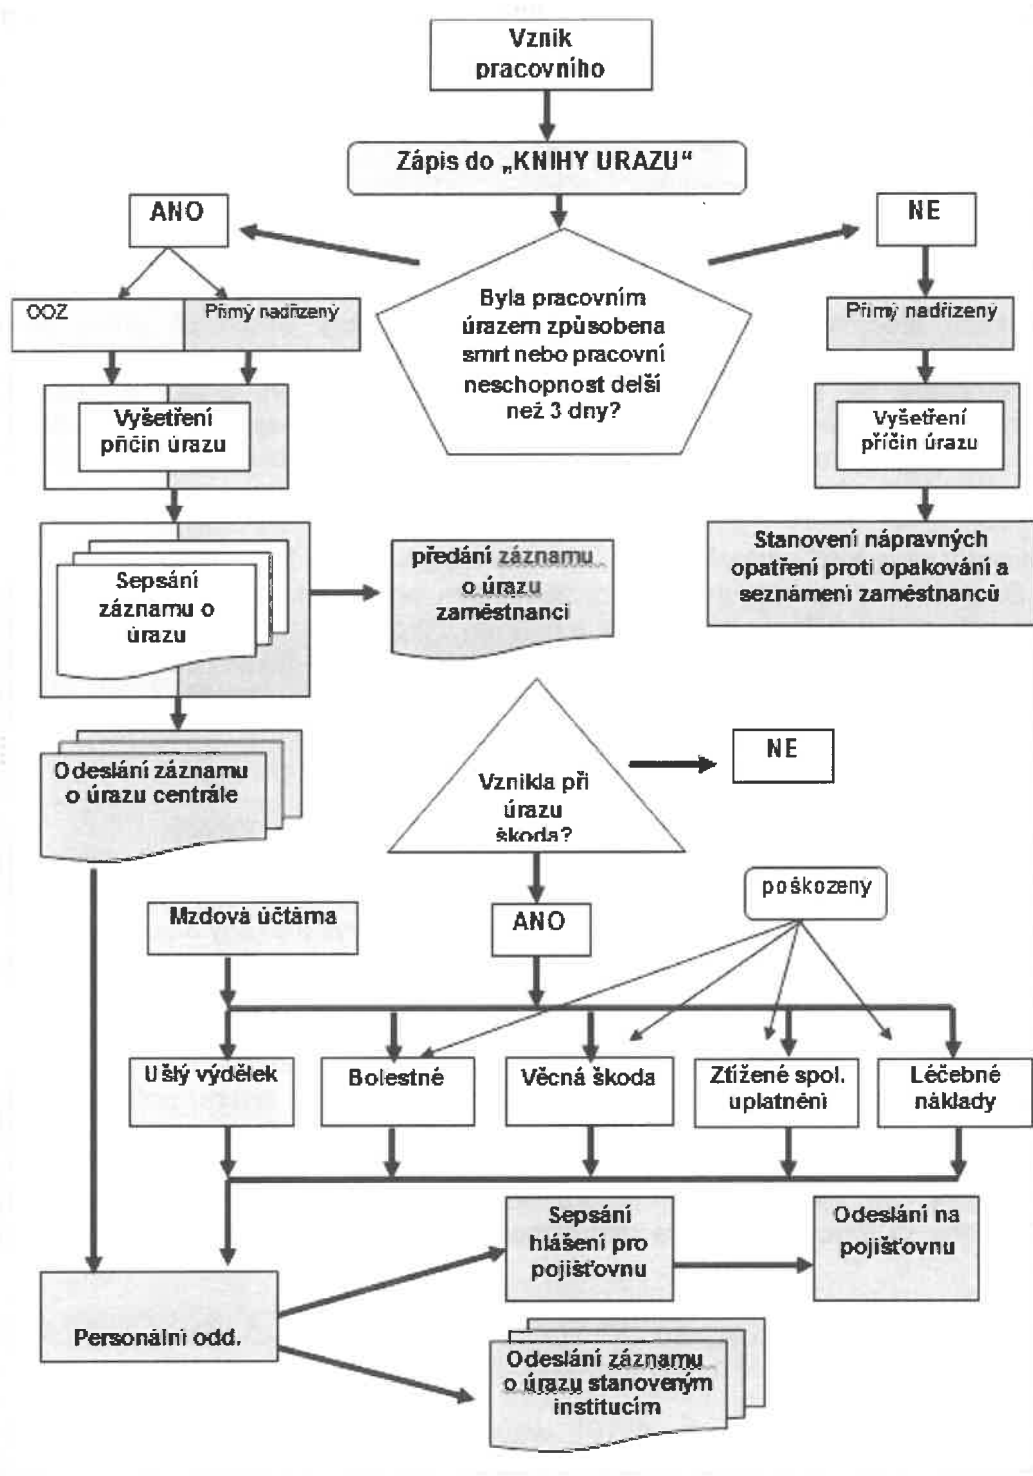 Vznik
pracovního
Zápis do „KNIHY URAZU“
ANO
NE
OOZ
Přímý nadřízený
Byla pracovním
úrazem způsobena
smrt nebo pracovní
neschopnost delší
než 3 dny?
Přímý nadřízený
Vyšetření
příčin úrazu
Vyšetření
příčin úrazu
Sepsání
záznamu o
úrazu
předání záznamu
o úrazu
zaměstnanci
Stanovení nápravných
opatření proti opakování a
seznámení zaměstnanců
Odeslání záznamu
o úrazu centrále
Vznikla při
úrazu
škoda?
NE
poškozený
Mzdová účtárna
ANO
Ušlý výdělek
Bolestné
Věcná škoda
Ztížené spol.
uplatnění
Léčebné
náklady
Sepsání
hlášení pro
pojišťovnu
Odeslání na
pojišťovnu
Personální odd.
Odeslání záznamu
o úrazu stanoveným
institucím